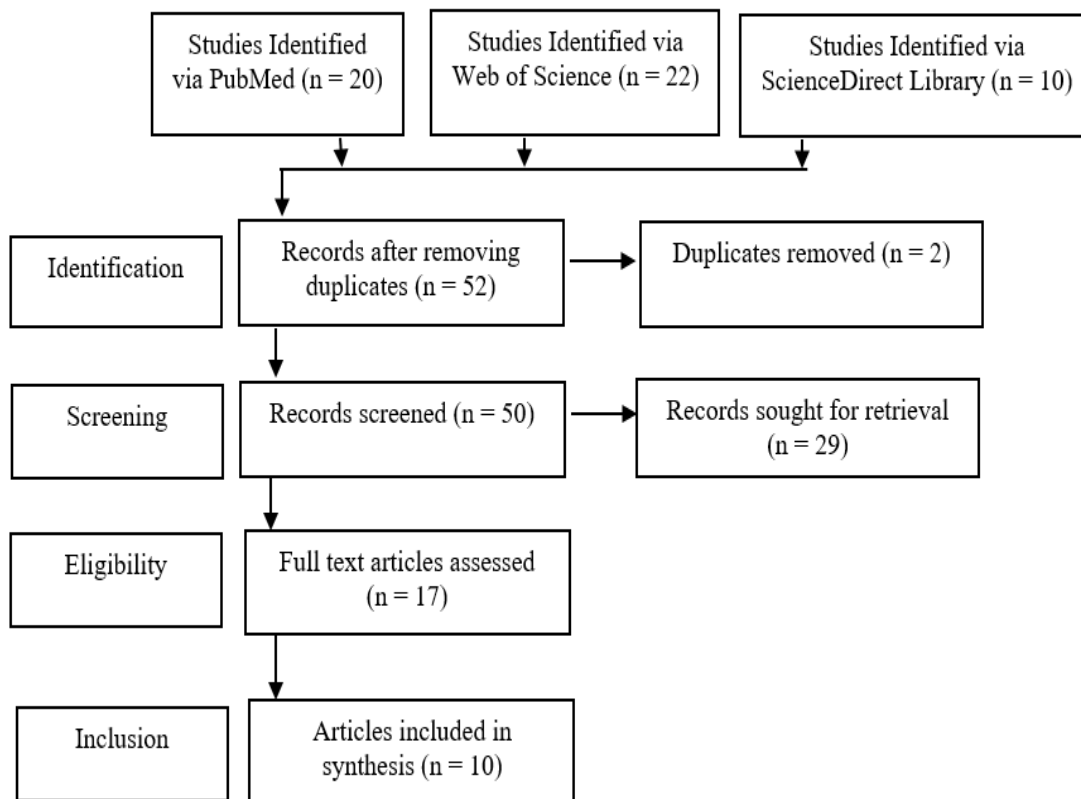 Studies Identified
via PubMed (n = 20)
Studies Identified via
Web of Science (n = 22)
Studies Identified via
ScienceDirect Library (n = 10)
Identification
Records after removing
duplicates (n = 52)
Duplicates removed (n = 2)
Screening
Records screened (n = 50)
Records sought for retrieval
(n = 29)
Eligibility
Full text articles assessed
(n = 17)
Inclusion
Articles included in
synthesis (n = 10)